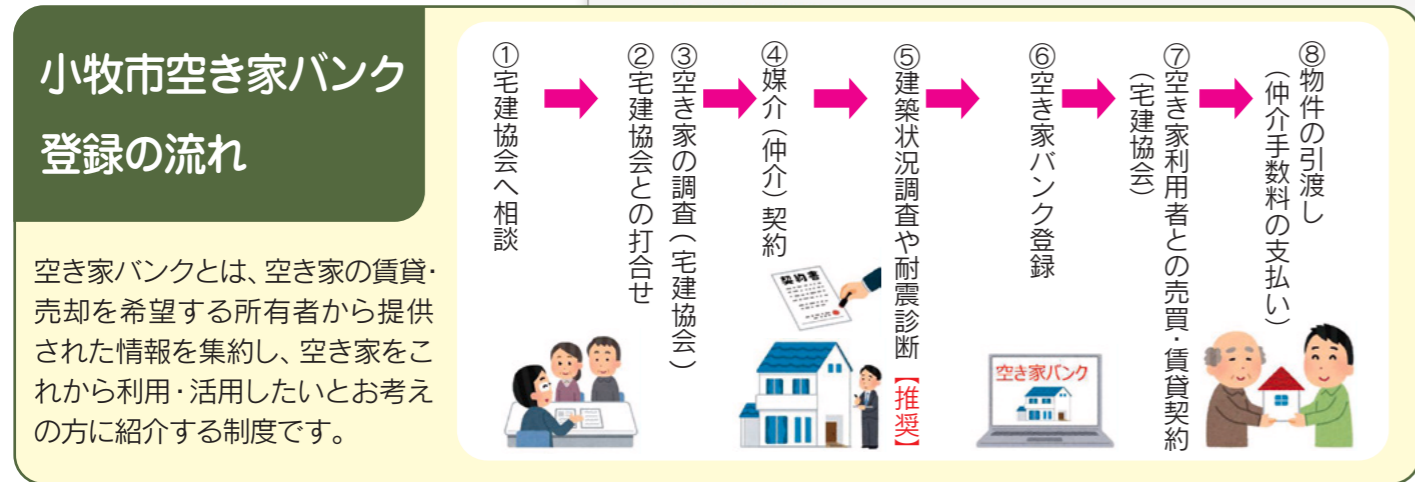 小牧市空き家バンク
登録の流れ
空き家バンクとは、空き家の賃貸・
売却を希望する所有者から提供
された情報を集約し、空き家をこ
れから利用・活用したいとお考え
の方に紹介する制度です。
①宅建協会へ相談
②宅建協会との打合せ
③空き家の調査（宅建協会）
④媒介（仲介）契約
契約書
⑤建築状況調査や耐震診断【推奨】
⑥空き家バンク登録
空き家バンク
⑦空き家利用者との売買・賃貸契約
（宅建協会）
⑧物件の引渡し
（仲介手数料の支払い）